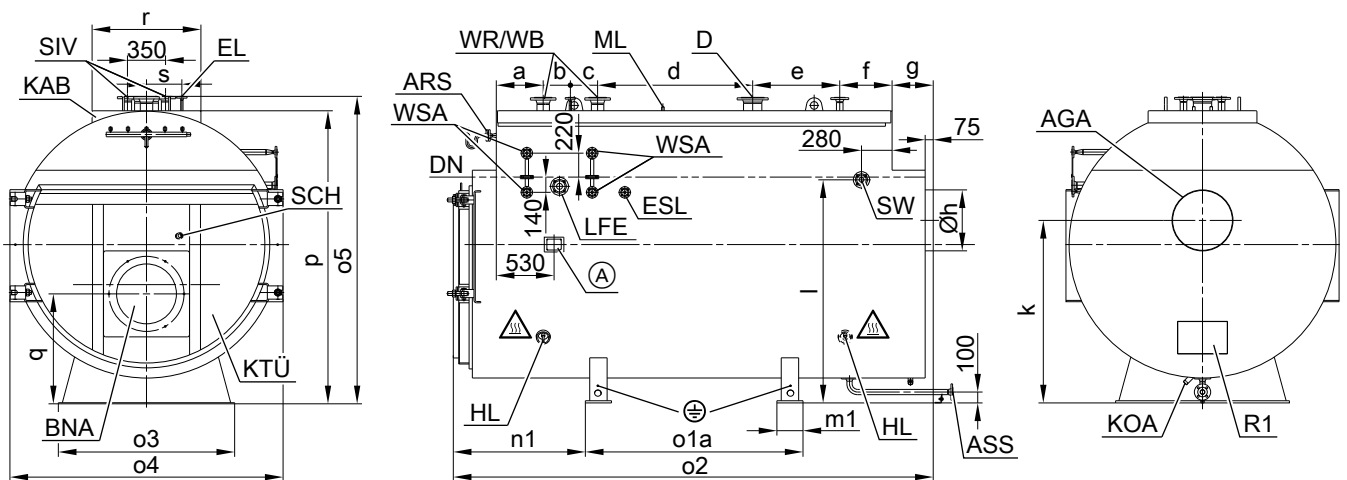 r
SIV
350
EL
s
KAB
SCH
p
o5
q
KTÜ
BNA
o3
o4
WR/WB
ML
D
a
b
c
d
e
f
g
ARS
WSA
220
75
280
DN
WSA
SW
Øh
ESL
LFE
140
530
A
l
100
HL
HL
m1
ASS
n1
o1a
o2
AGA
k
KOA
R1